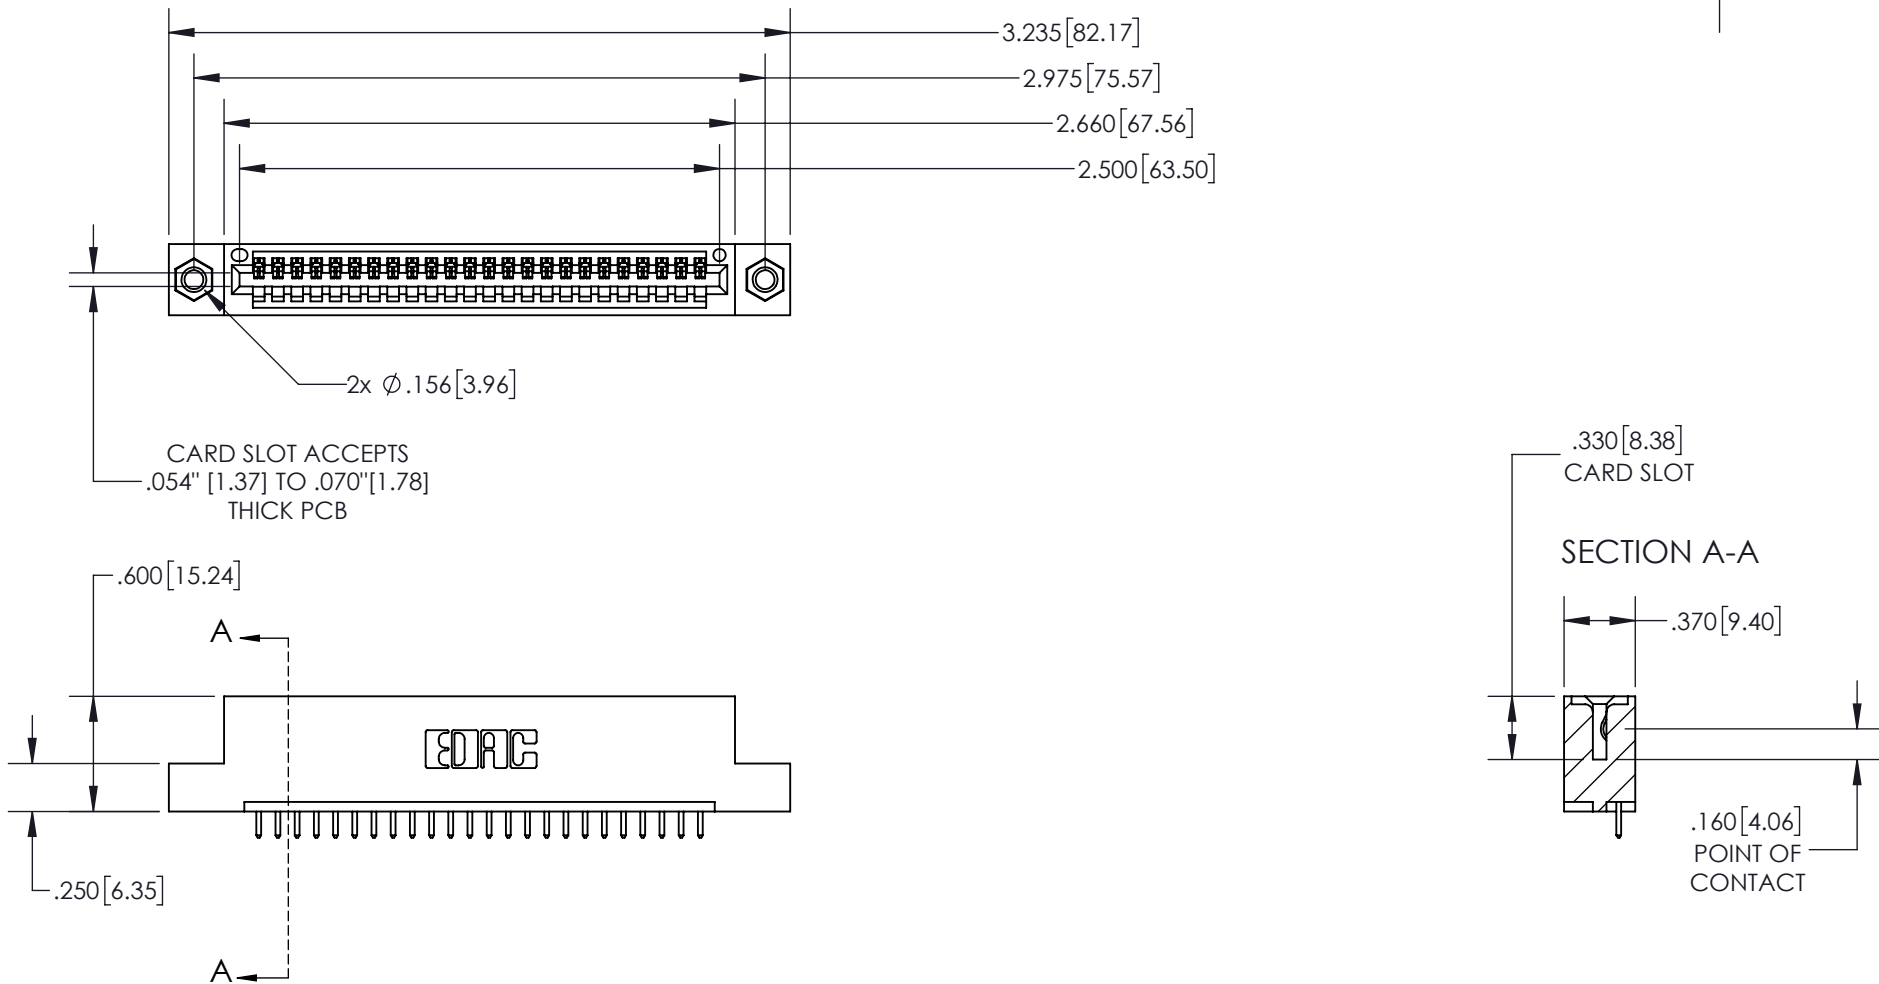 3.235[82.17]
2.975[75.57]
2.660[67.56]
2.500[63.50]
2x Ø.156[3.96]
CARD SLOT ACCEPTS
.054" [1.37] TO .070"[1.78]
THICK PCB
.330[8.38]
CARD SLOT
SECTION A-A
.600[15.24]
A
.370[9.40]
EDAC
.160[4.06]
POINT OF
CONTACT
.250[6.35]
A